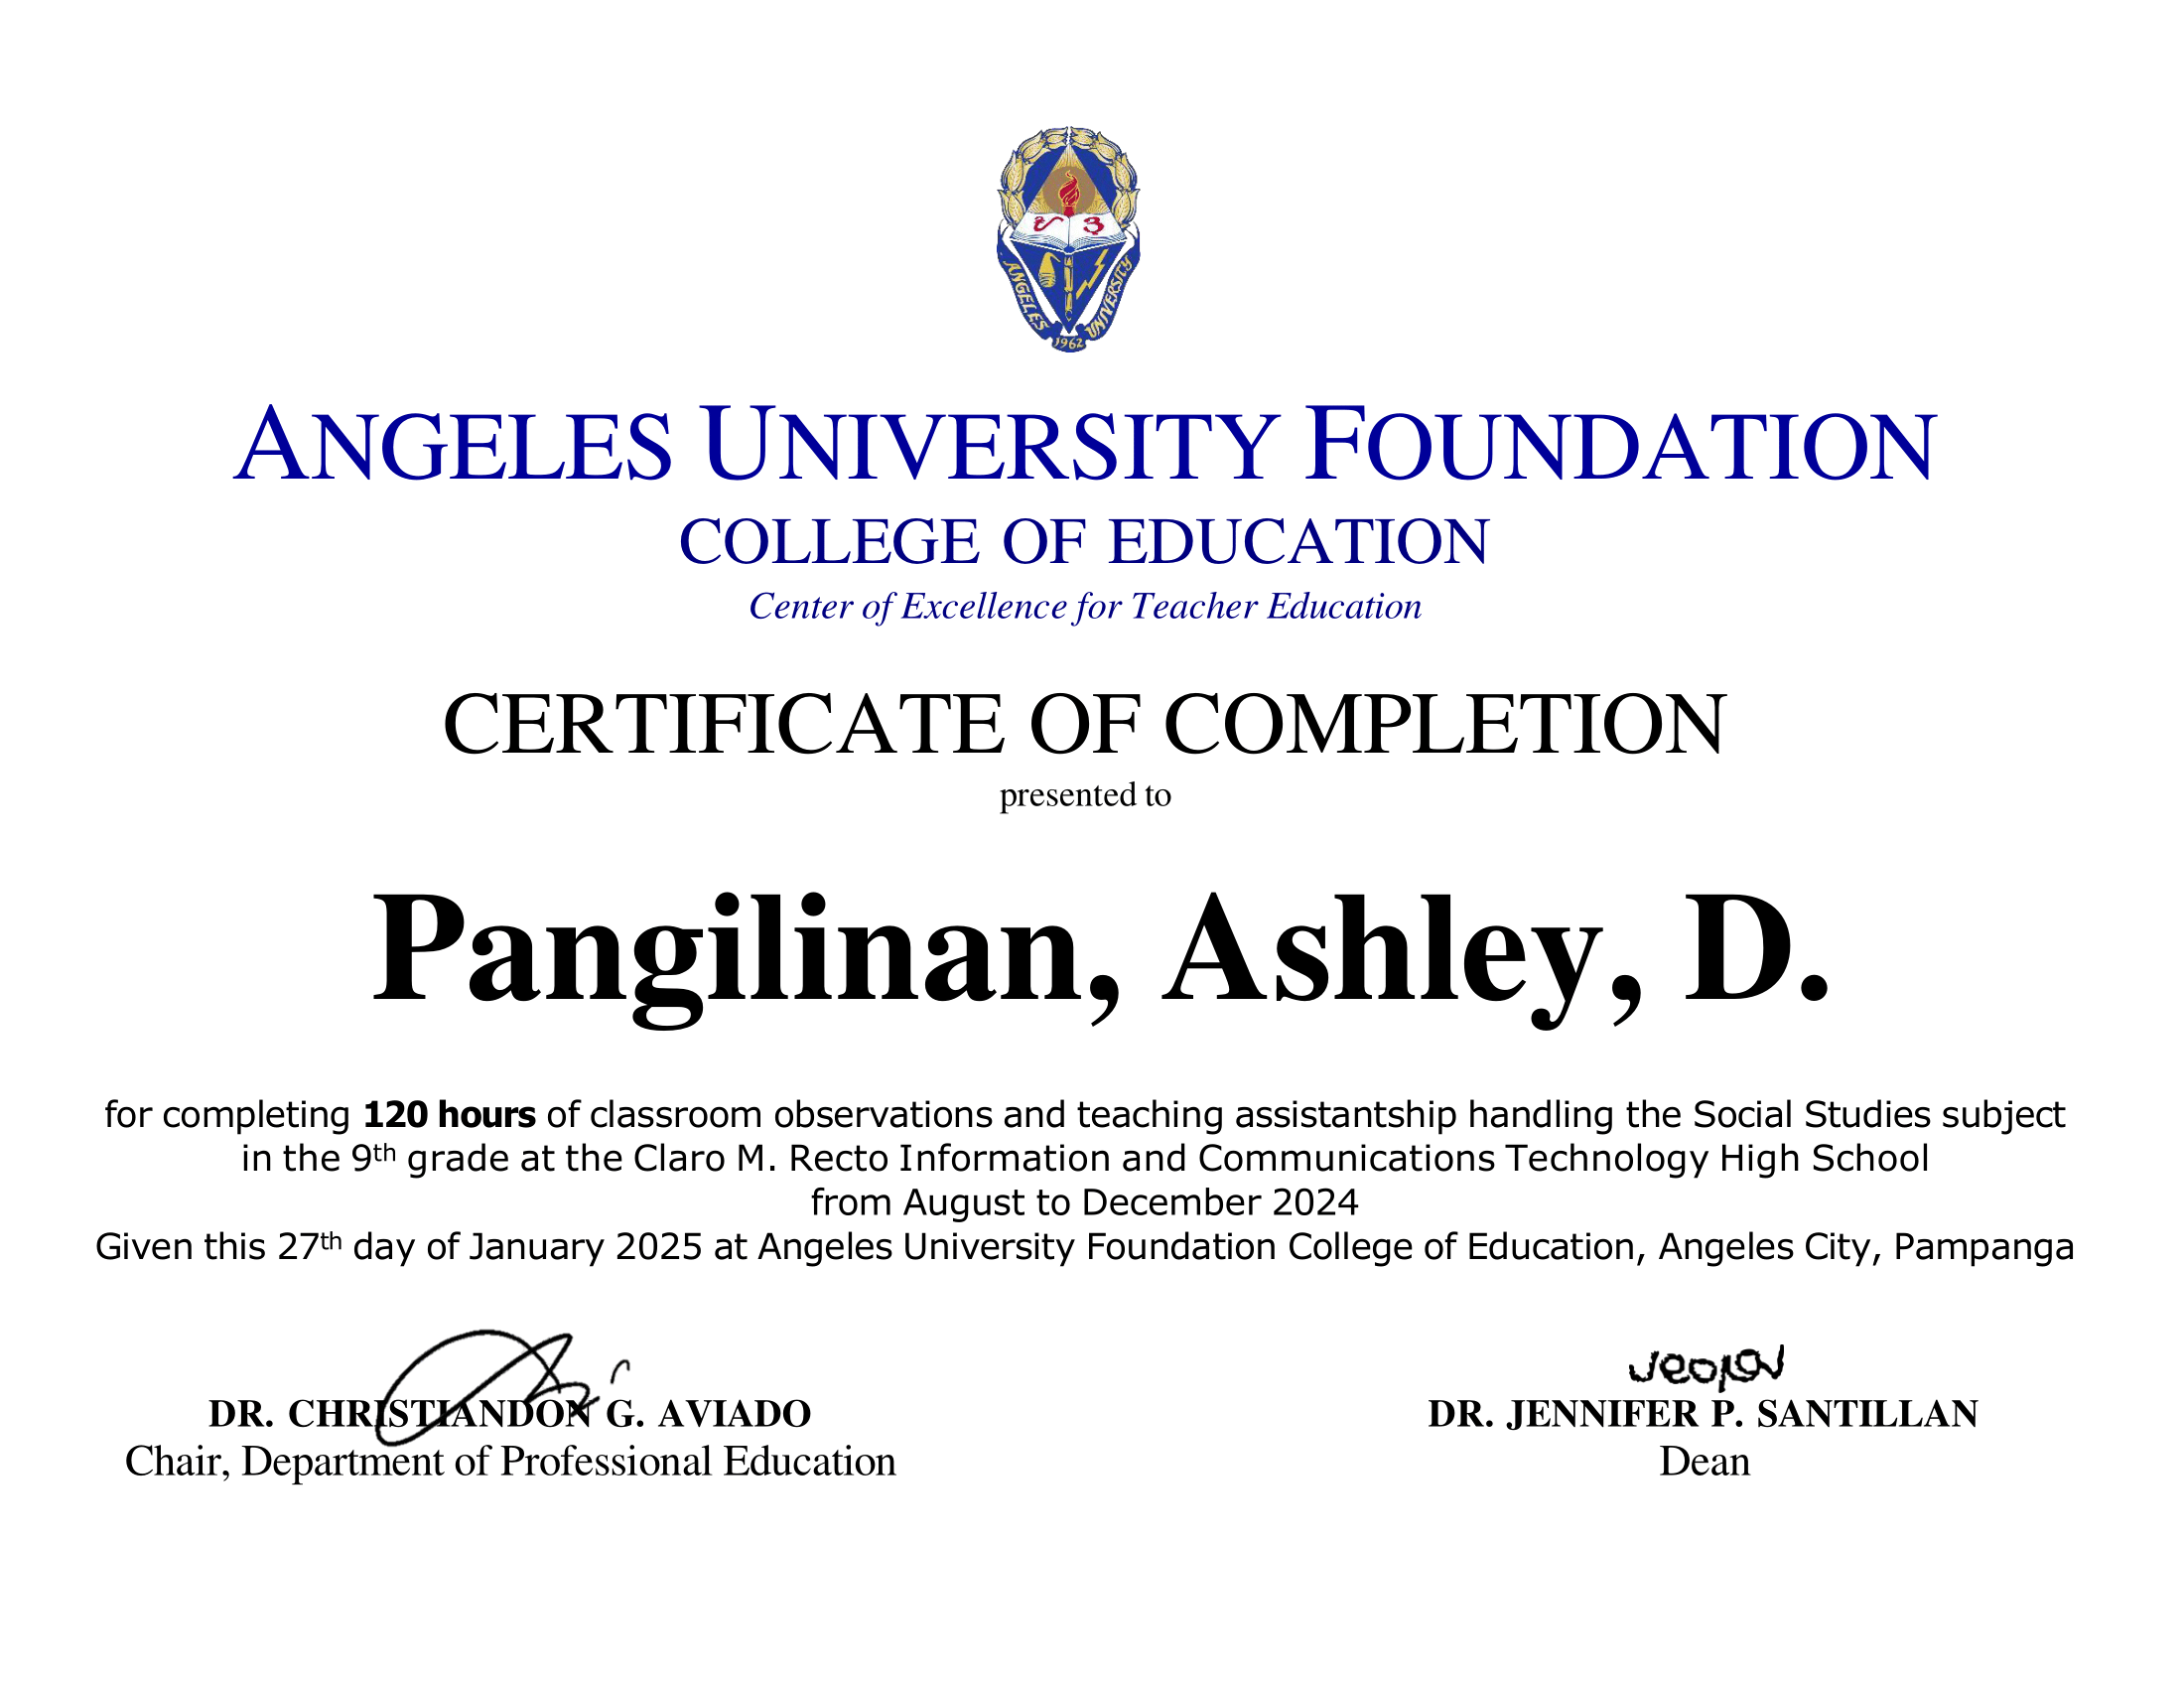 ANGELES UNIVERSITY
1962
ANGELES UNIVERSITY FOUNDATION
COLLEGE OF EDUCATION
Center of Excellence for Teacher Education
CERTIFICATE OF COMPLETION
presented to
Pangilinan, Ashley, D.
for completing 120 hours of classroom observations and teaching assistantship handling the Social Studies subject
in the 9th grade at the Claro M. Recto Information and Communications Technology High School
from August to December 2024
Given this 27th day of January 2025 at Angeles University Foundation College of Education, Angeles City, Pampanga
DR. CHRISTIANDON G. AVIADO
Chair, Department of Professional Education
DR. JENNIFER P. SANTILLAN
Dean